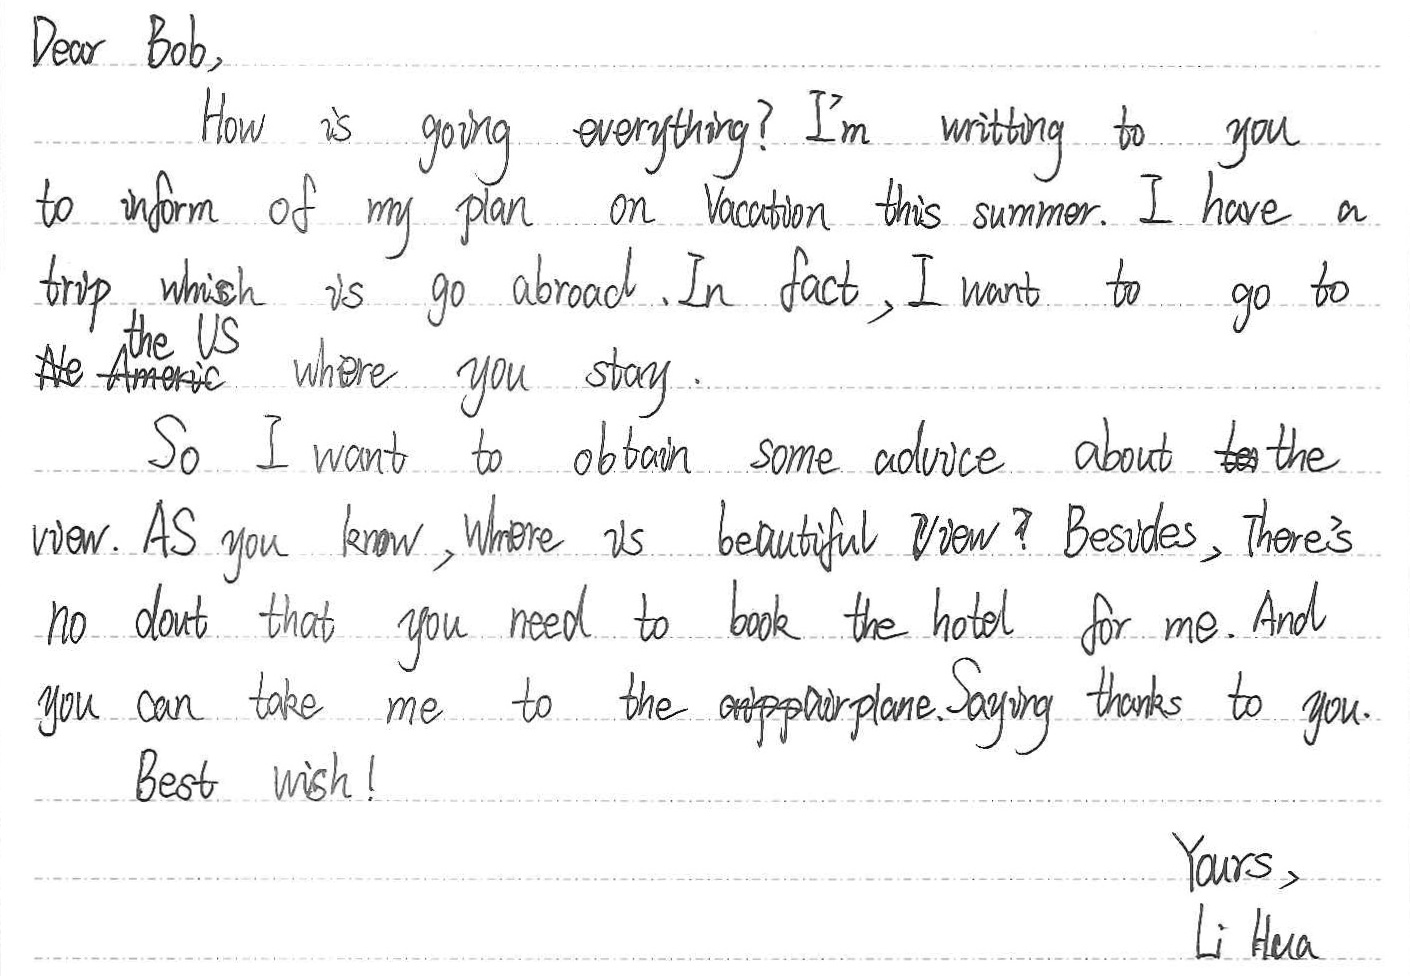 Dear Bob,
How is going everything? I'm writting to you
to inform of my plan on Vacation this summer. I have a
trip which is go abroad. In fact, I want to go to
the US
where you stay.
So I want to obtain some advice about the
view. AS you know, where is beautiful view? Besides, There's
no dout that you need to book the hotel for me. And
you can take me to the airplane. Saying thanks to you.
Best wish!
Yours,
Li Hua